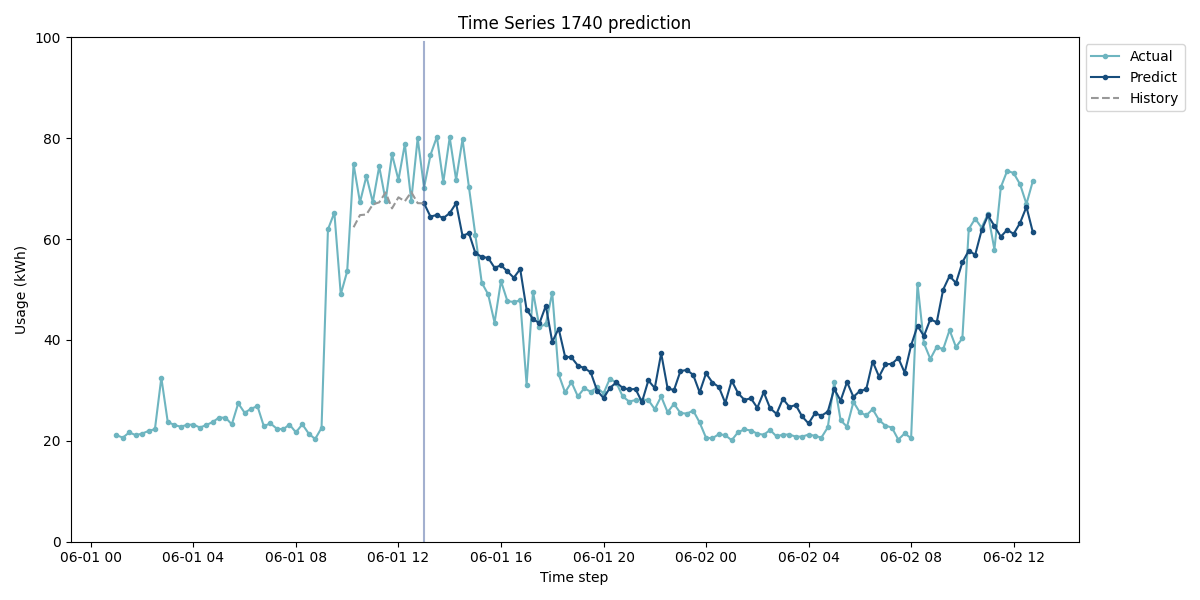 Time Series 1740 prediction
100
80
60
40
20
0
Usage (kWh)
06-01 00
06-01 04
06-01 08
06-01 12
06-01 16
06-01 20
06-02 00
06-02 04
06-02 08
06-02 12
Time step
Actual
Predict
History